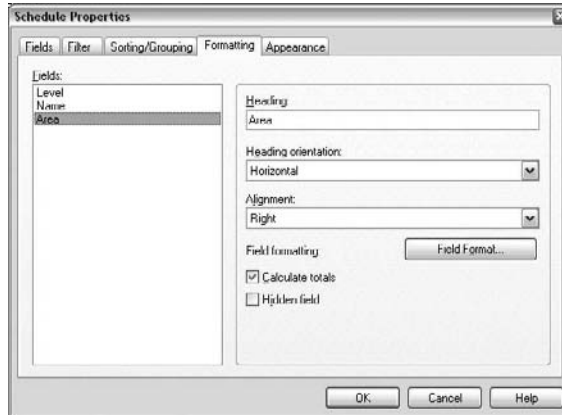 Schedule Properties
Fields Filter Sorting/Grouping Formatting Appearance
Fields:
Level
Name
Area
Heading:
Area
Heading orientation:
Horizontal
Alignment:
Right
Field formatting: Field Format...
Calculate totals
Hidden field
OK Cancel Help